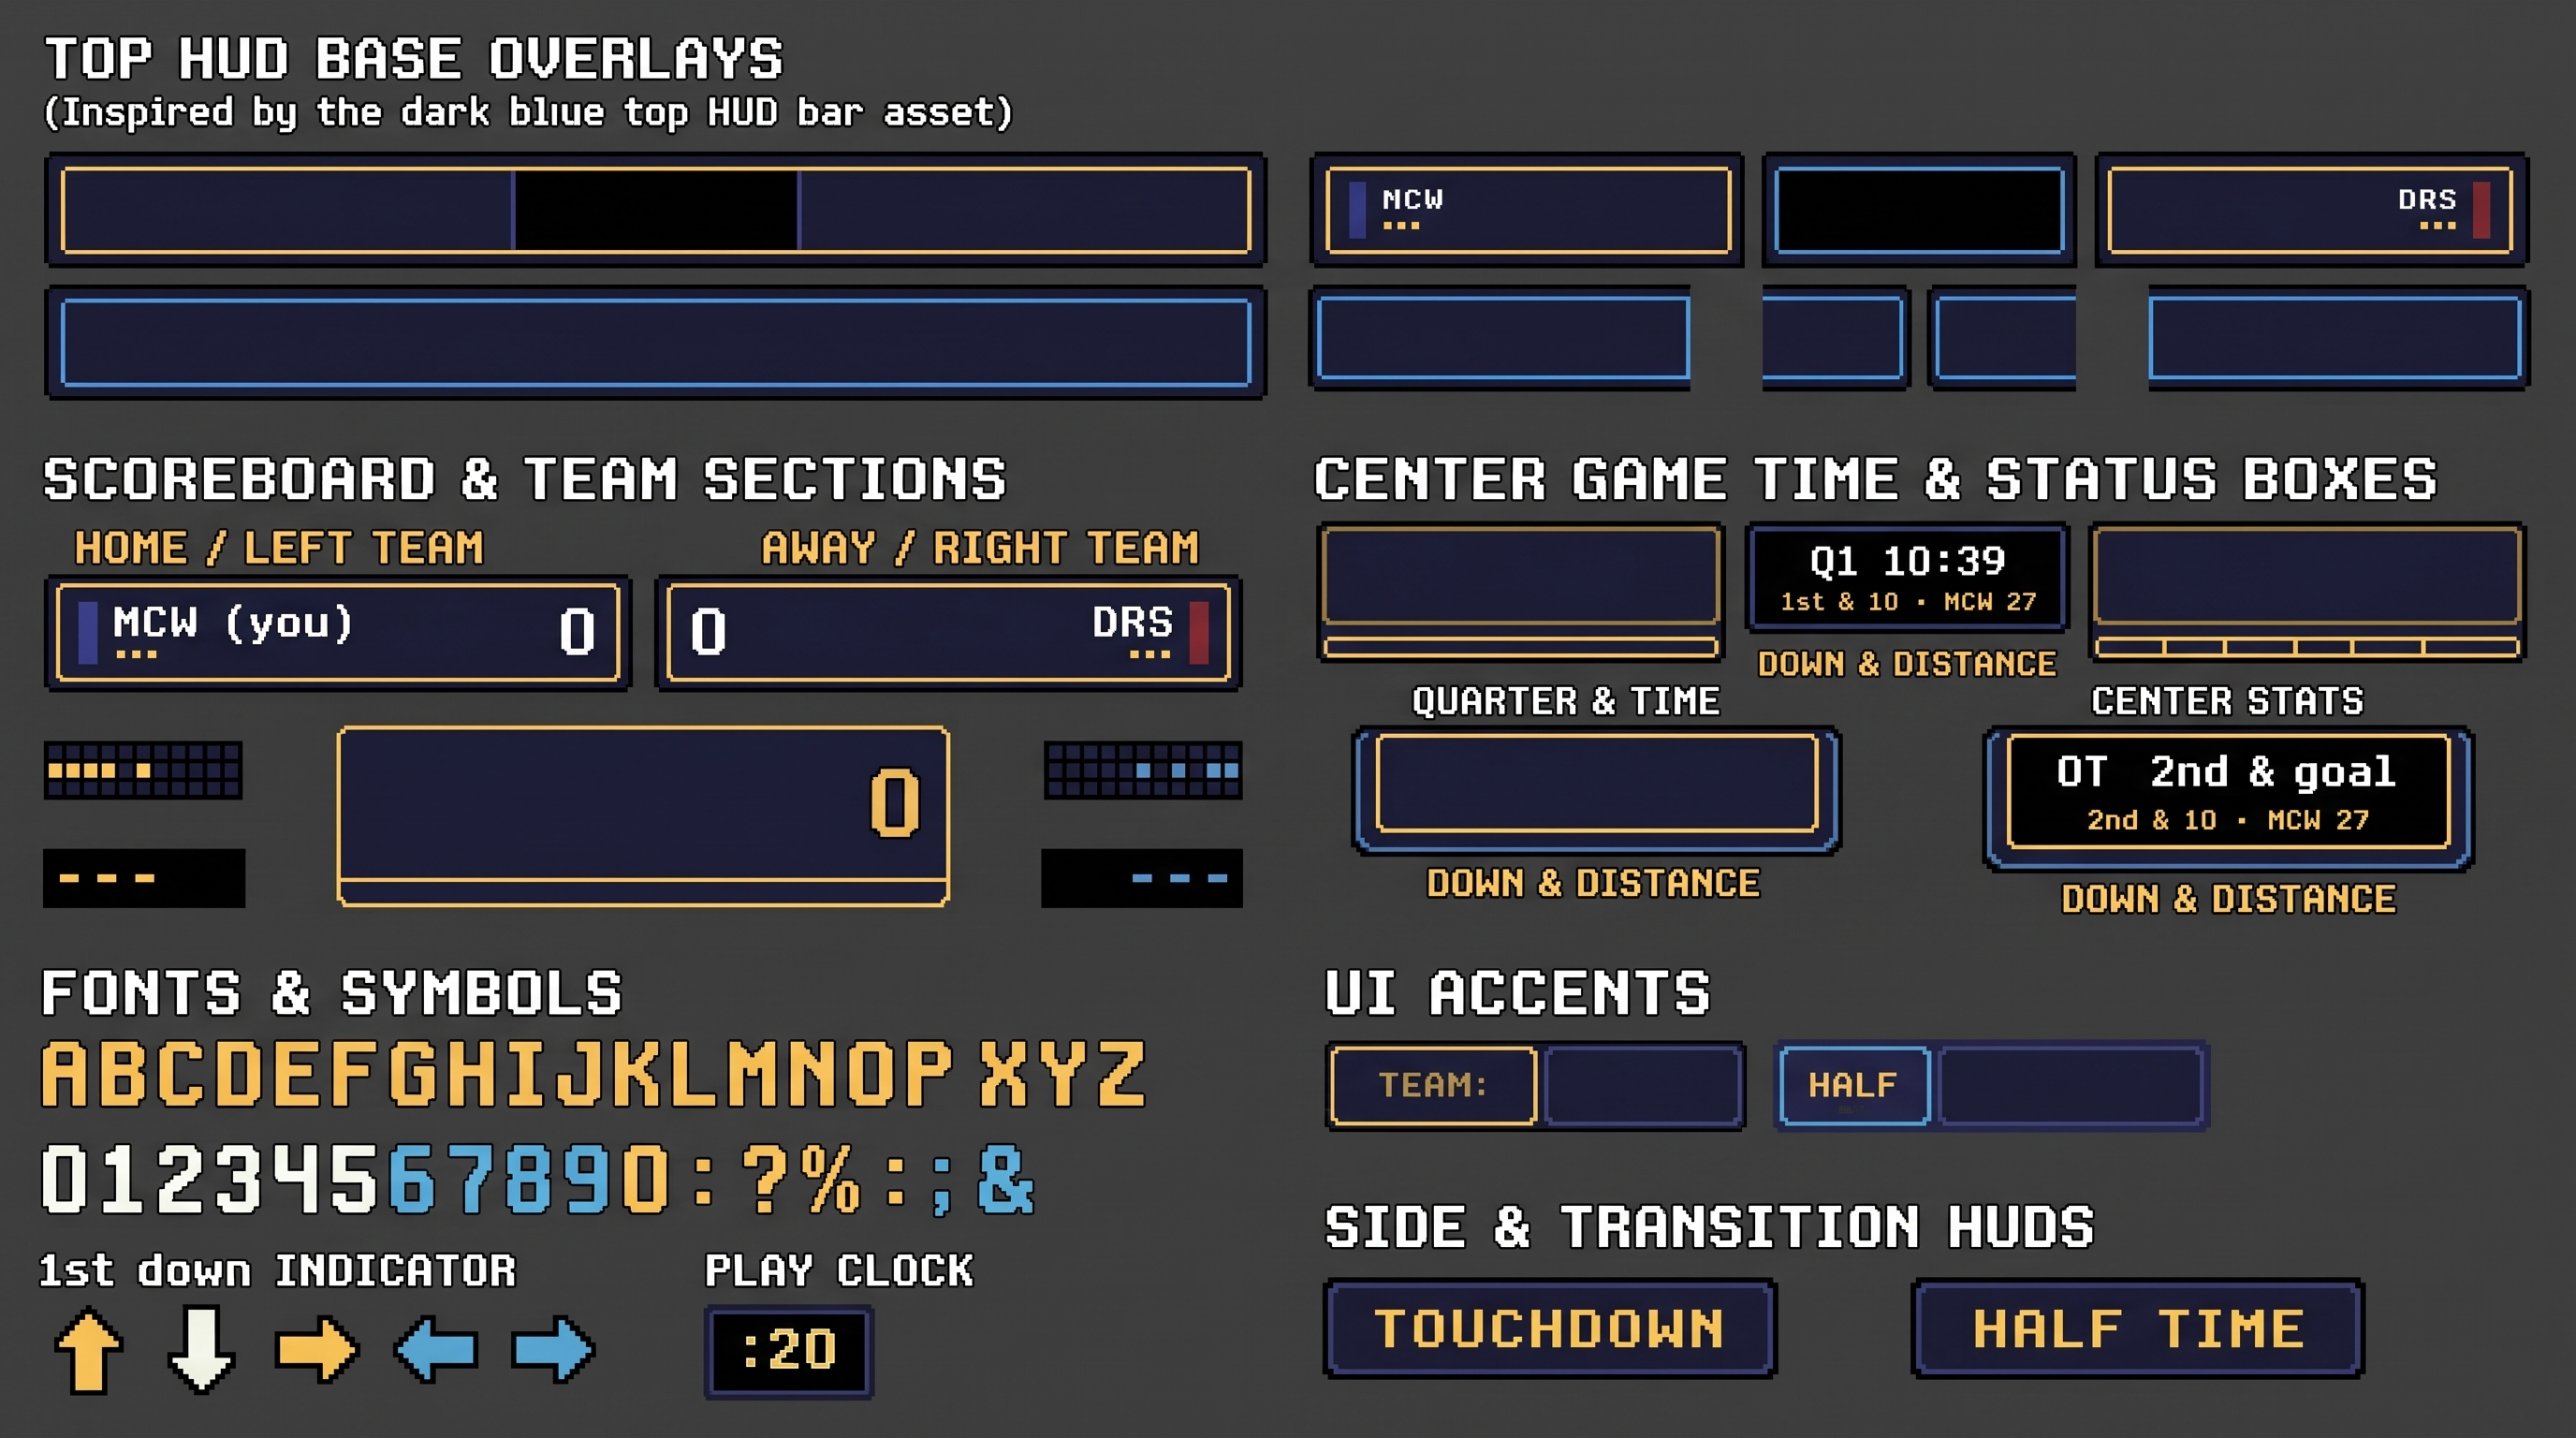 TOP HUD BASE OVERLAYS
(Inspired by the dark blue top HUD bar asset)
MCW
DRS
SCOREBOARD & TEAM SECTIONS
HOME / LEFT TEAM
AWAY / RIGHT TEAM
MCW (you) 0
0 DRS
0
CENTER GAME TIME & STATUS BOXES
Q1 10:39
1st & 10 · MCW 27
DOWN & DISTANCE
QUARTER & TIME
CENTER STATS
OT 2nd & goal
2nd & 10 · MCW 27
DOWN & DISTANCE
DOWN & DISTANCE
FONTS & SYMBOLS
ABCDEFGHIJKLMNOP XYZ
01234567890:?%:;&
1st down INDICATOR
PLAY CLOCK
:20
UI ACCENTS
TEAM:
HALF
SIDE & TRANSITION HUDS
TOUCHDOWN
HALF TIME